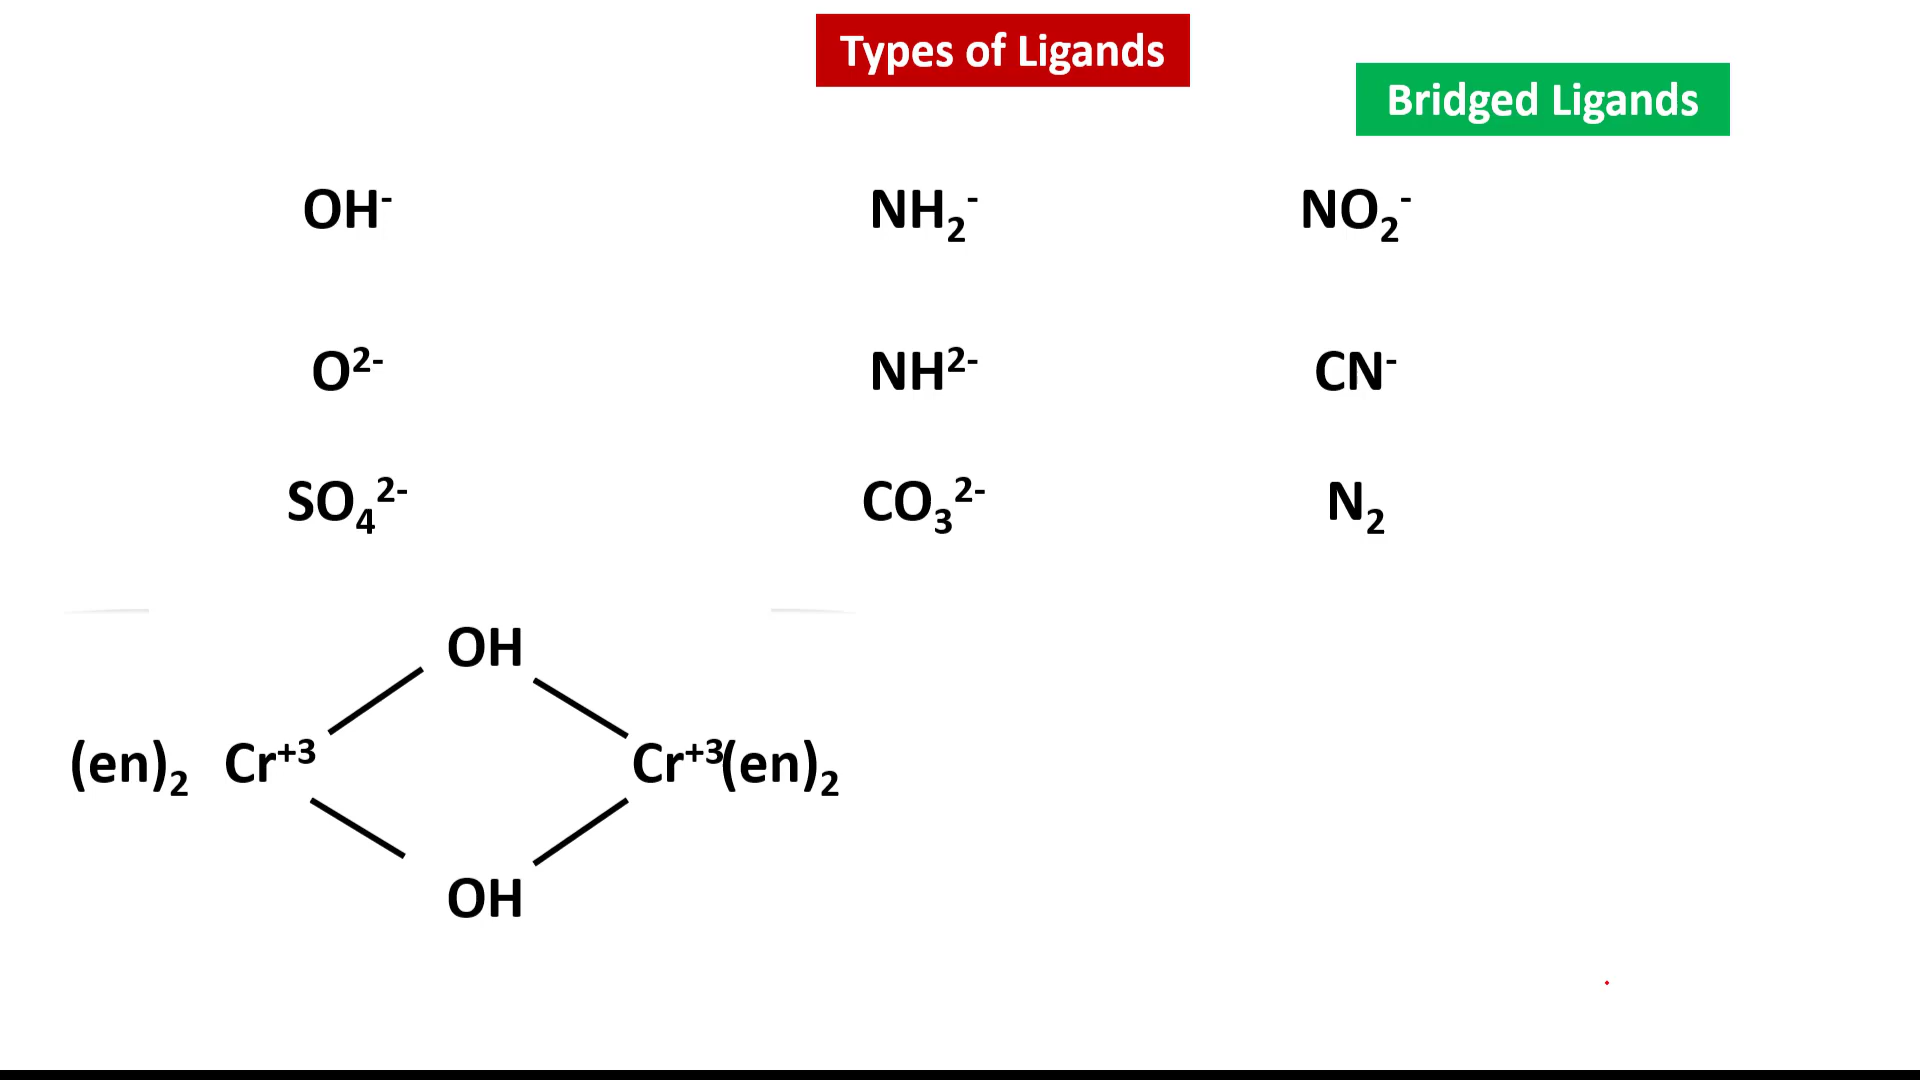 Types of Ligands
Bridged Ligands
OH⁻ NH₂⁻ NO₂⁻
O²⁻ NH²⁻ CN⁻
SO₄²⁻ CO₃²⁻ N₂
OH
(en)₂ Cr⁺³ Cr⁺³(en)₂
OH